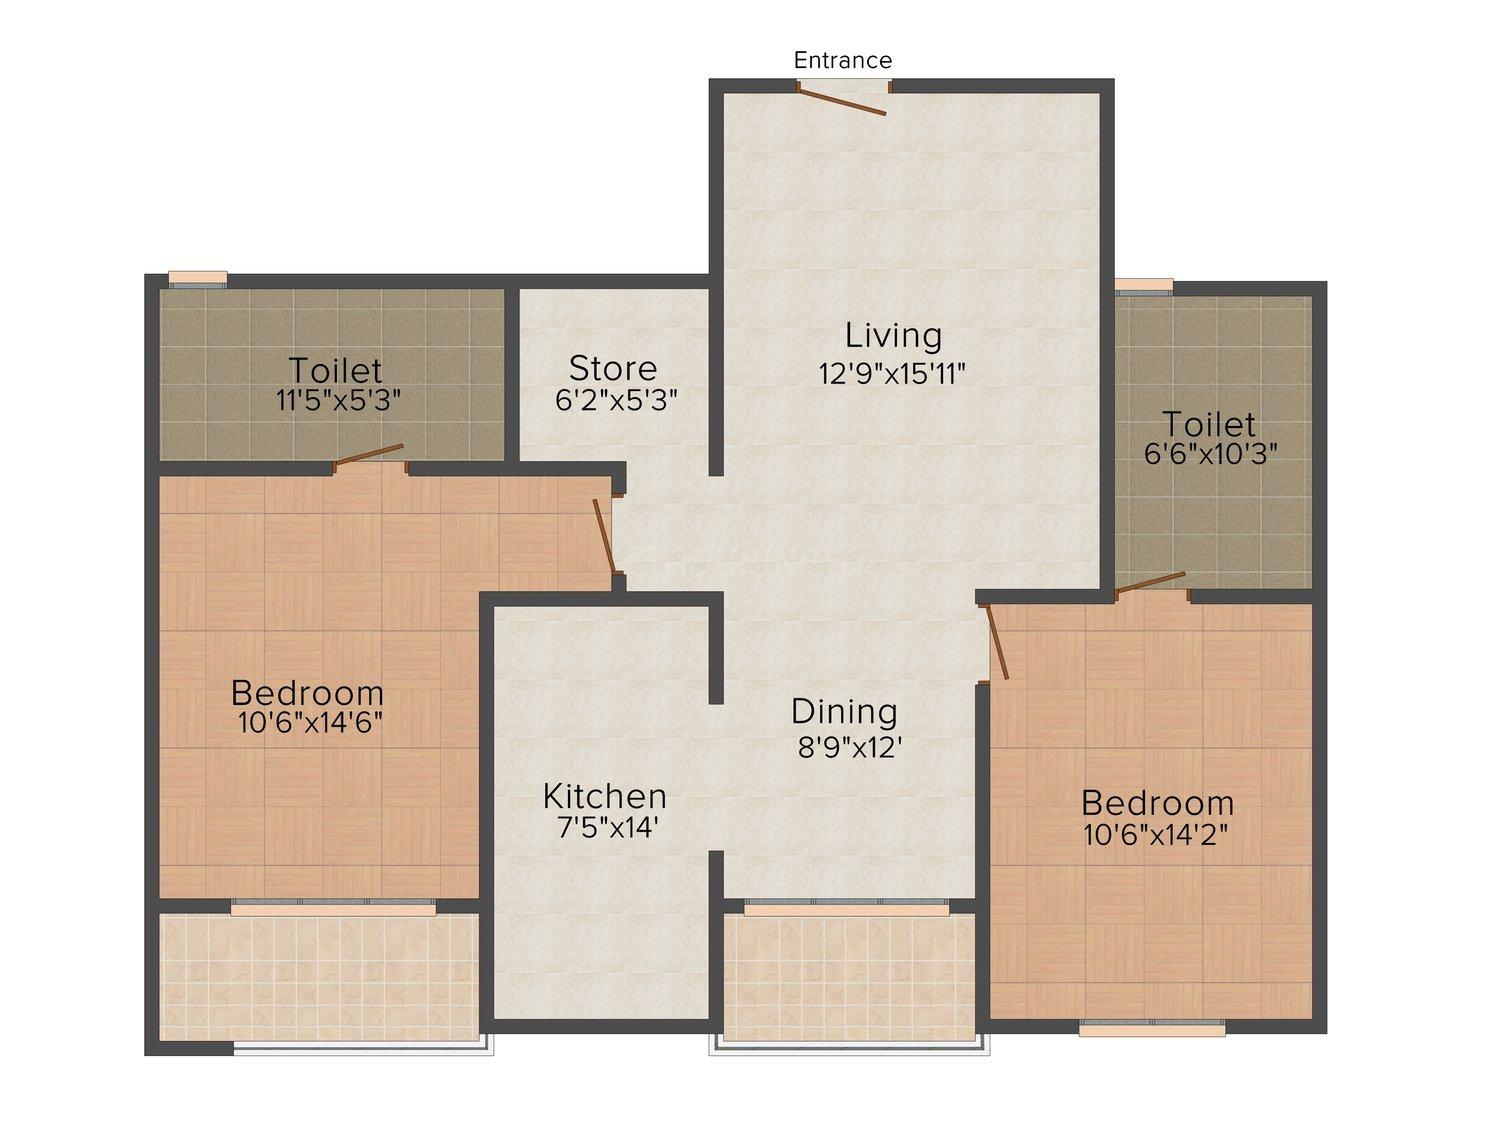 Entrance
Living
12'9"x15'11"
Toilet
11'5"x5'3"
Store
6'2"x5'3"
Toilet
6'6"x10'3"
Bedroom
10'6"x14'6"
Dining
8'9"x12'
Kitchen
7'5"x14'
Bedroom
10'6"x14'2"